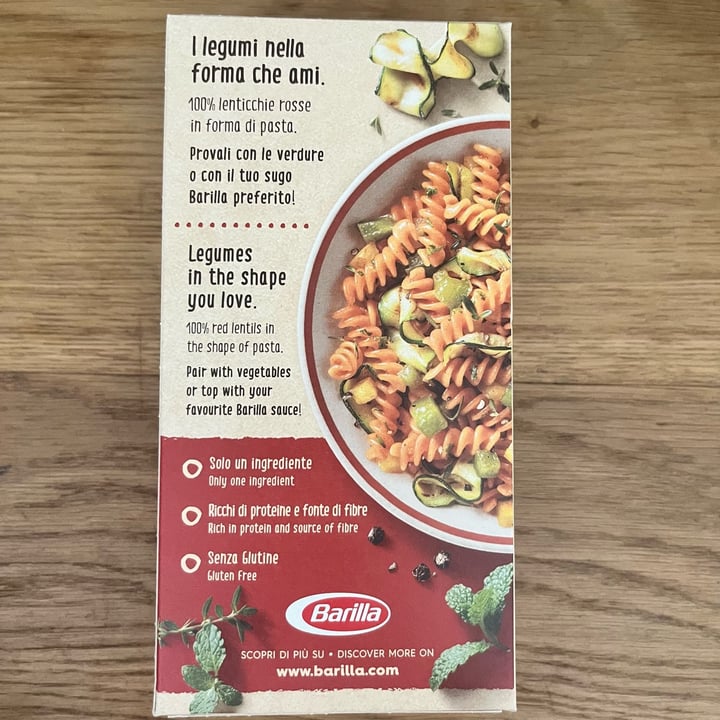 I legumi nella
forma che ami.
100% lenticchie rosse
in forma di pasta.
Provali con le verdure
o con il tuo sugo
Barilla preferito!
Legumes
in the shape
you love.
100% red lentils in
the shape of pasta.
Pair with vegetables
or top with your
favourite Barilla sauce!
Solo un ingrediente
Only one ingredient
Ricchi di proteine e fonte di fibre
Rich in protein and source of fibre
Senza Glutine
Gluten Free
Barilla
SCOPRI DI PIÙ SU • DISCOVER MORE ON
www.barilla.com